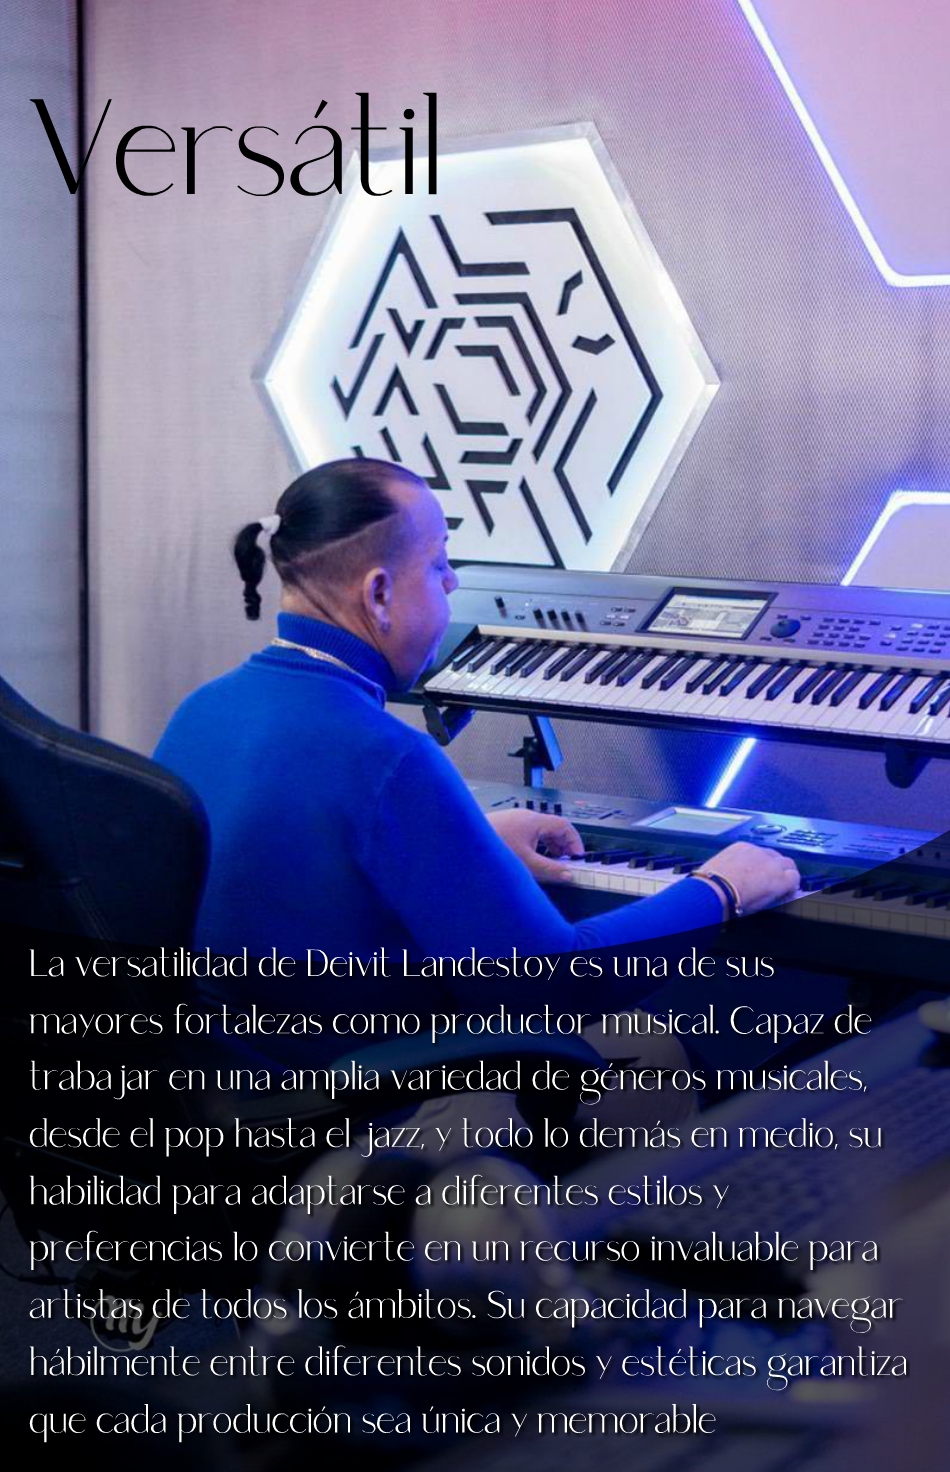 Versátil
La versatilidad de Deivit Landestoy es una de sus
mayores fortalezas como productor musical. Capaz de
trabajar en una amplia variedad de géneros musicales,
desde el pop hasta el jazz, y todo lo demás en medio, su
habilidad para adaptarse a diferentes estilos y
preferencias lo convierte en un recurso invaluable para
artistas de todos los ámbitos. Su capacidad para navegar
hábilmente entre diferentes sonidos y estéticas garantiza
que cada producción sea única y memorable